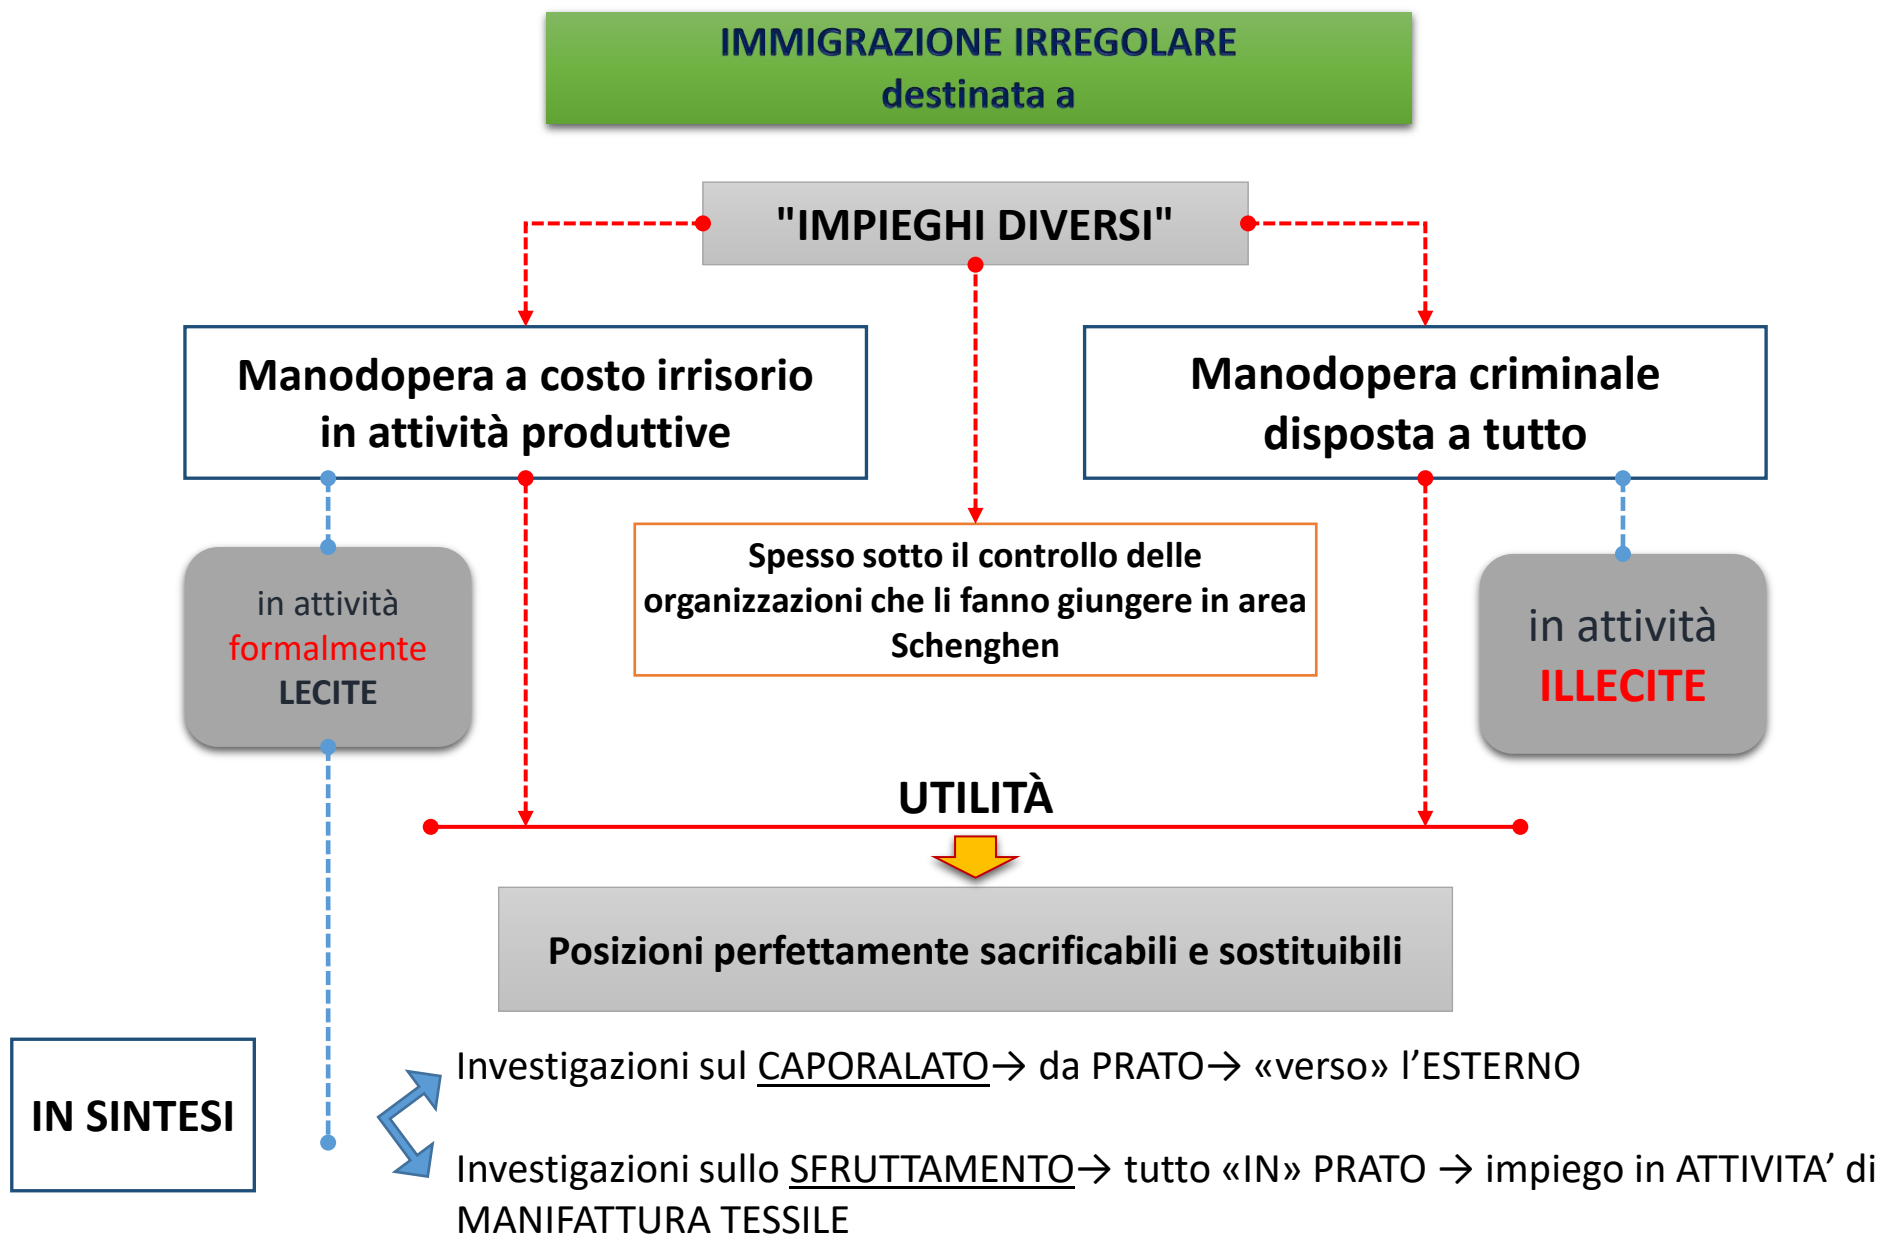 IMMIGRAZIONE IRREGOLARE
destinata a
"IMPIEGHI DIVERSI"
Manodopera a costo irrisorio
in attività produttive
Manodopera criminale
disposta a tutto
Spesso sotto il controllo delle
organizzazioni che li fanno giungere in area
Schenghen
in attività
formalmente
LECITE
in attività
ILLECITE
UTILITÀ
Posizioni perfettamente sacrificabili e sostituibili
IN SINTESI
Investigazioni sul CAPORALATO→ da PRATO→ «verso» l’ESTERNO
Investigazioni sullo SFRUTTAMENTO→ tutto «IN» PRATO → impiego in ATTIVITA’ di
MANIFATTURA TESSILE